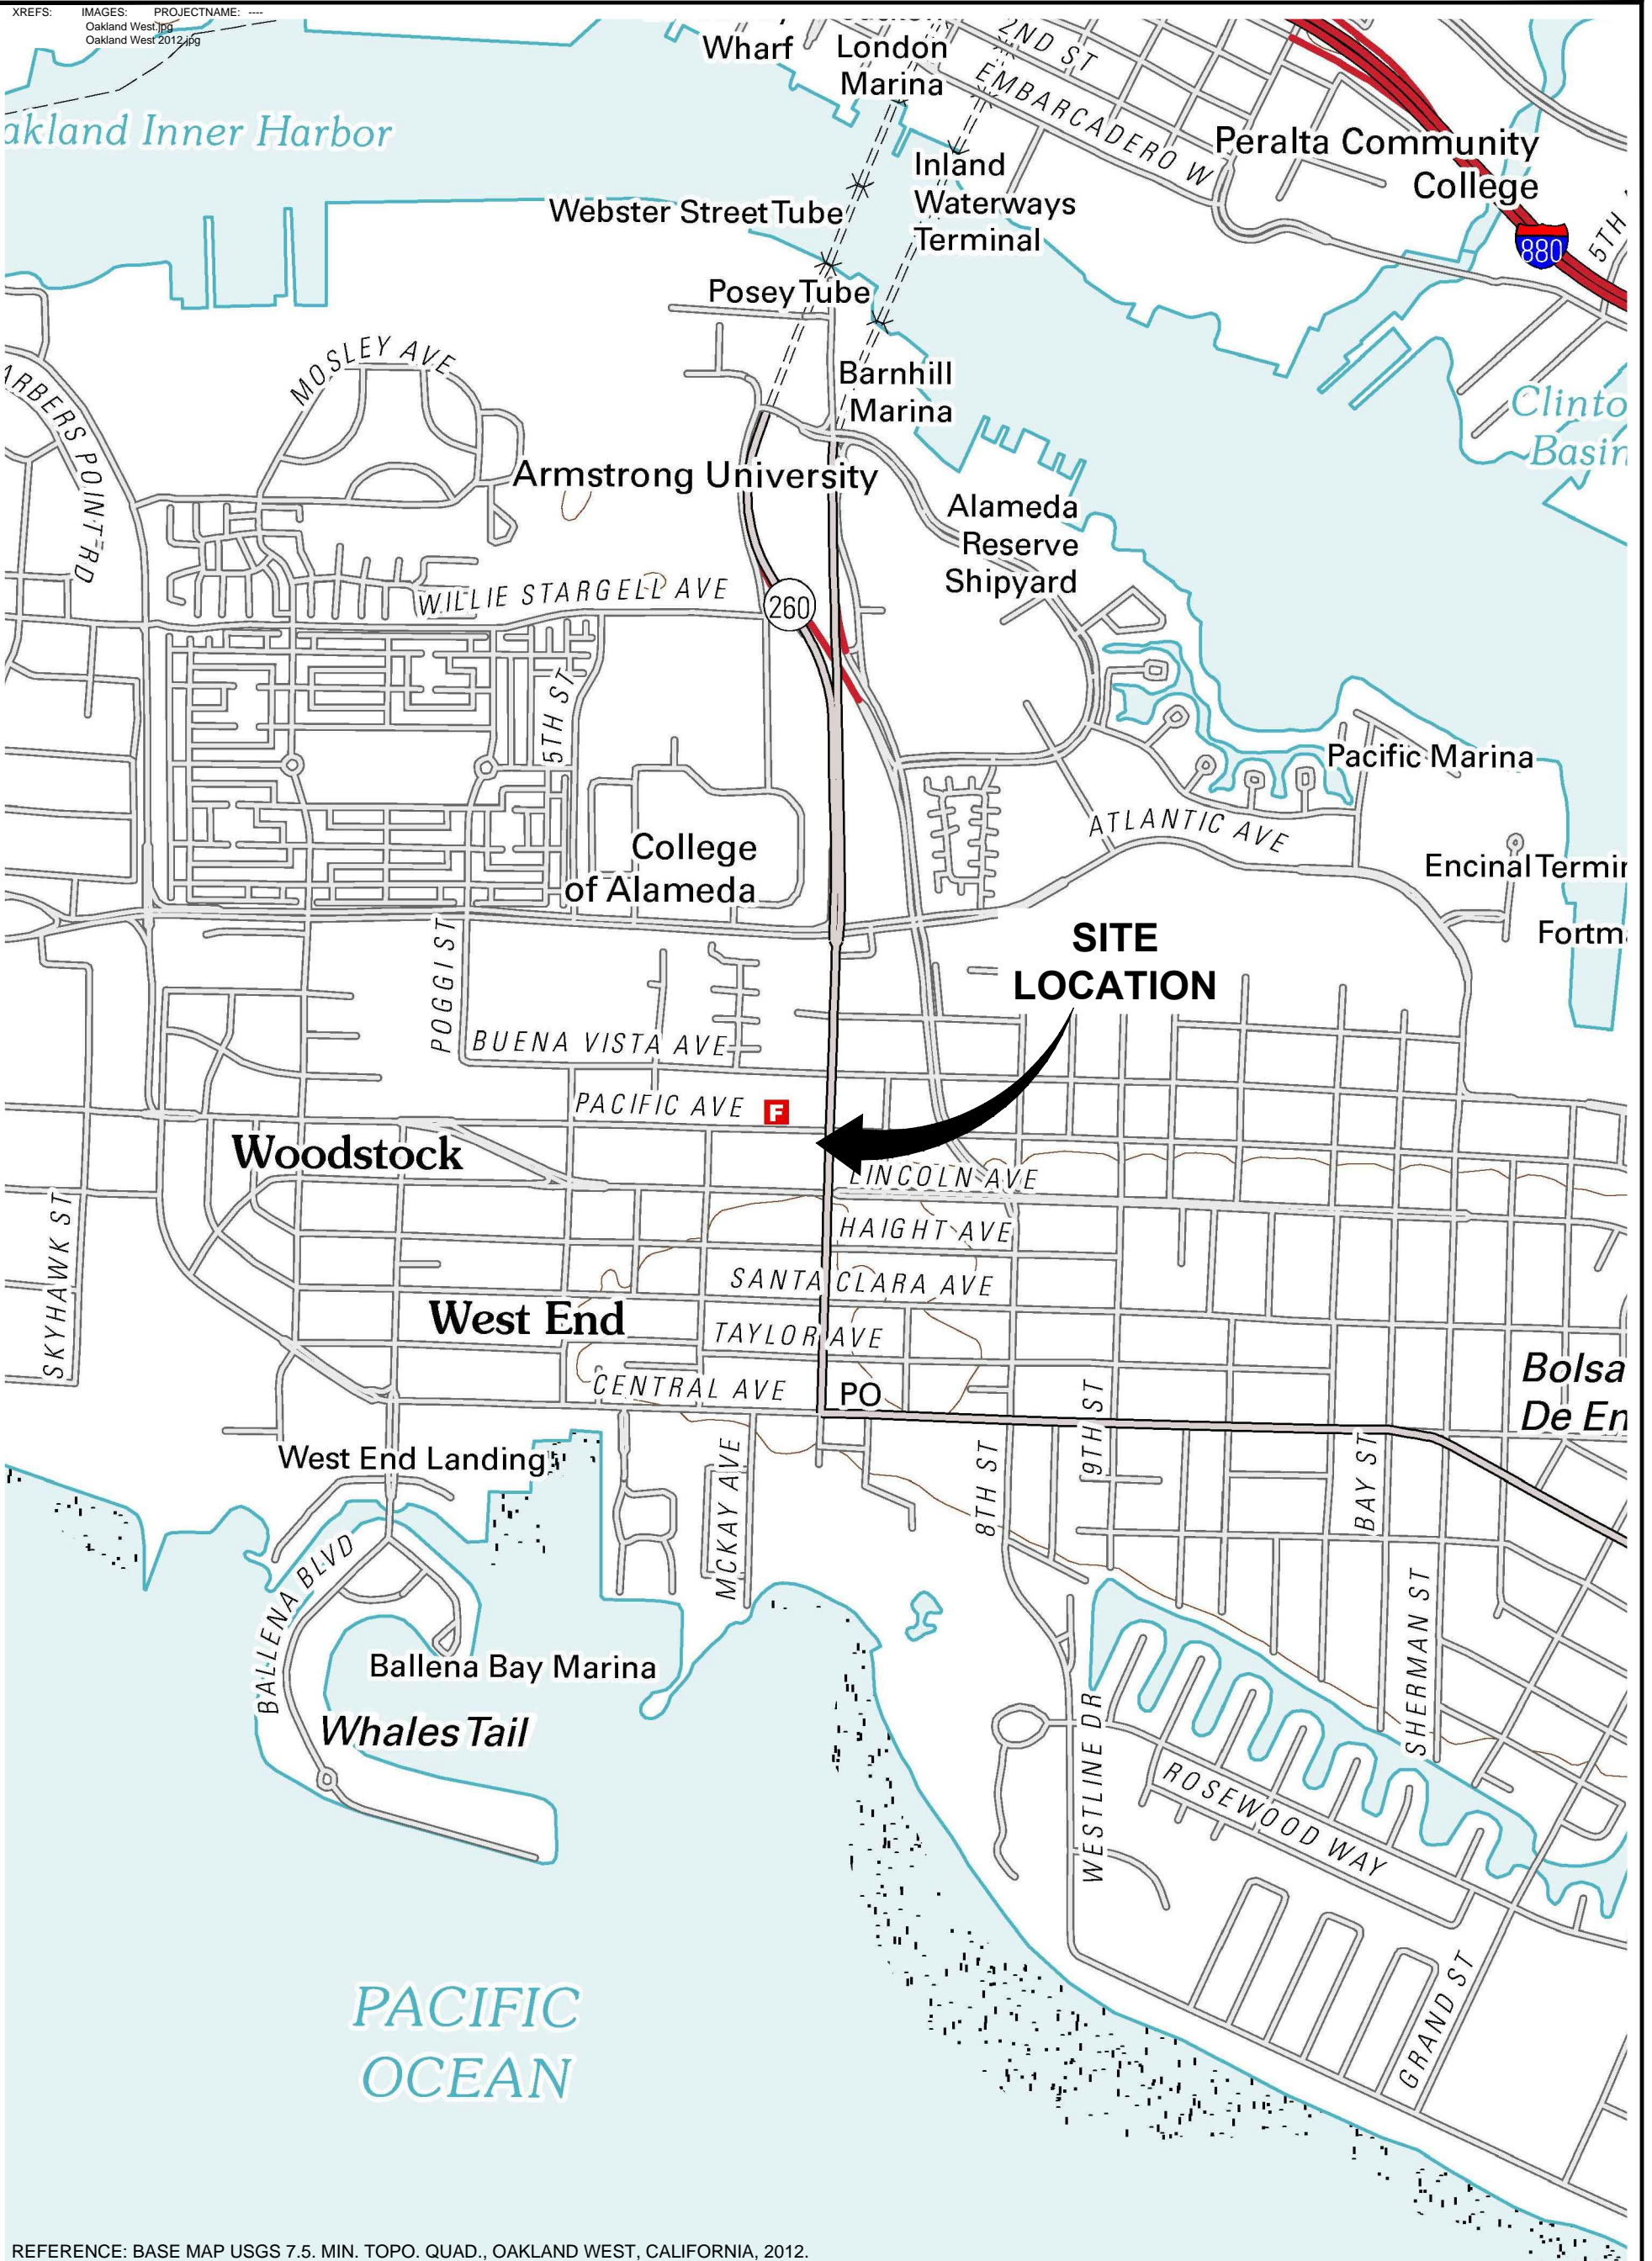 XREFS: IMAGES: PROJECTNAME: ----
Oakland West.jpg
Oakland West 2012.jpg
Wharf
London
Marina
2ND ST
EMBARCADERO W
akland Inner Harbor
Peralta Community
College
Inland
Waterways
Terminal
Webster Street Tube
880
5TH
Posey Tube
MOSLEY AVE
Barnhill
Marina
ARBERS POINT RD
Clinto
Basin
Armstrong University
Alameda
Reserve
Shipyard
WILLIE STARGELL AVE
260
5TH ST
Pacific Marina
ATLANTIC AVE
College
of Alameda
Encinal Termin
SITE
LOCATION
Fortm
POGGI ST
BUENA VISTA AVE
PACIFIC AVE
F
Woodstock
LINCOLN AVE
SKYHAWK ST
HAIGHT AVE
SANTA CLARA AVE
West End
TAYLOR AVE
Bolsa
De En
CENTRAL AVE
PO
9TH ST
West End Landing
MCKAY AVE
8TH ST
BAY ST
BALLENA BLVD
SHERMAN ST
Ballena Bay Marina
Whales Tail
WESTLINE DR
ROSEWOOD WAY
GRAND ST
PACIFIC
OCEAN
REFERENCE: BASE MAP USGS 7.5. MIN. TOPO. QUAD., OAKLAND WEST, CALIFORNIA, 2012.